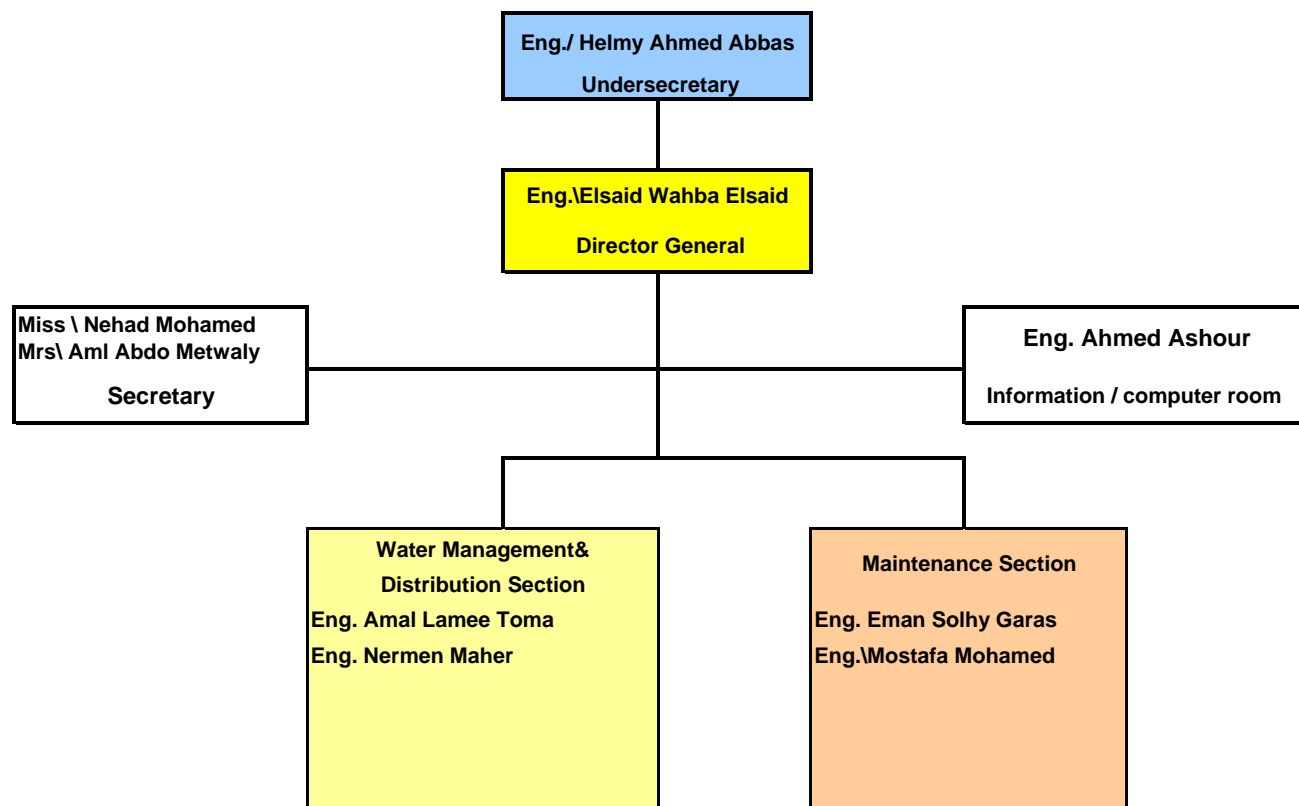 Eng./ Helmy Ahmed Abbas
Undersecretary
Eng.\Elsaid Wahba Elsaid
Director General
Miss \ Nehad Mohamed
Mrs\ Aml Abdo Metwaly
Secretary
Eng. Ahmed Ashour
Information / computer room
Water Management&
Distribution Section
Eng. Amal Lamee Toma
Eng. Nermen Maher
Maintenance Section
Eng. Eman Solhy Garas
Eng.\Mostafa Mohamed